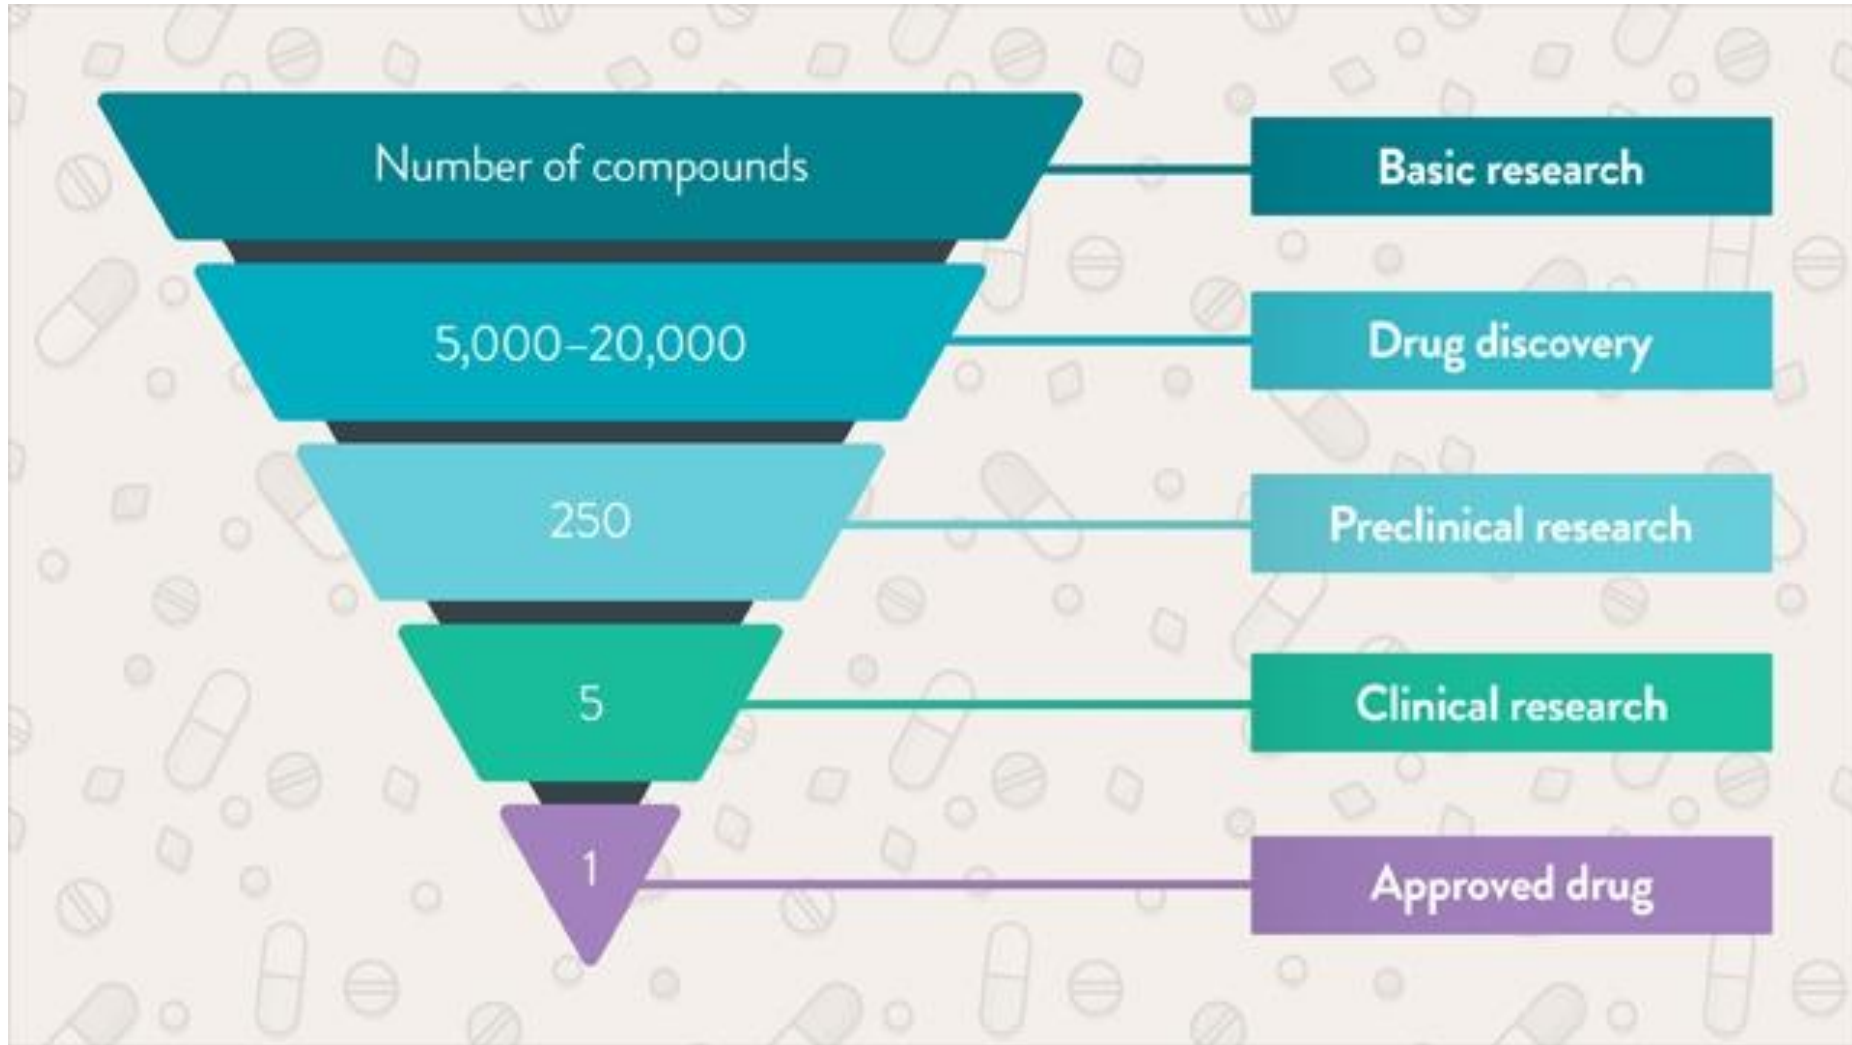 Number of compounds
Basic research
5,000–20,000
Drug discovery
250
Preclinical research
5
Clinical research
1
Approved drug